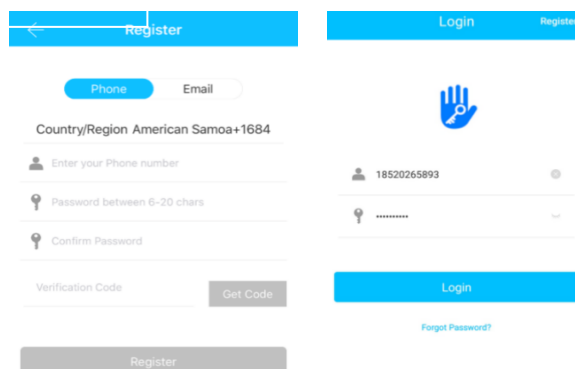 Register
Phone Email
Country/Region American Samoa+1684
Enter your Phone number
Password between 6-20 chars
Confirm Password
Verification Code Get Code
Register
Login Register
18520265893
••••••••••
Login
Forgot Password?